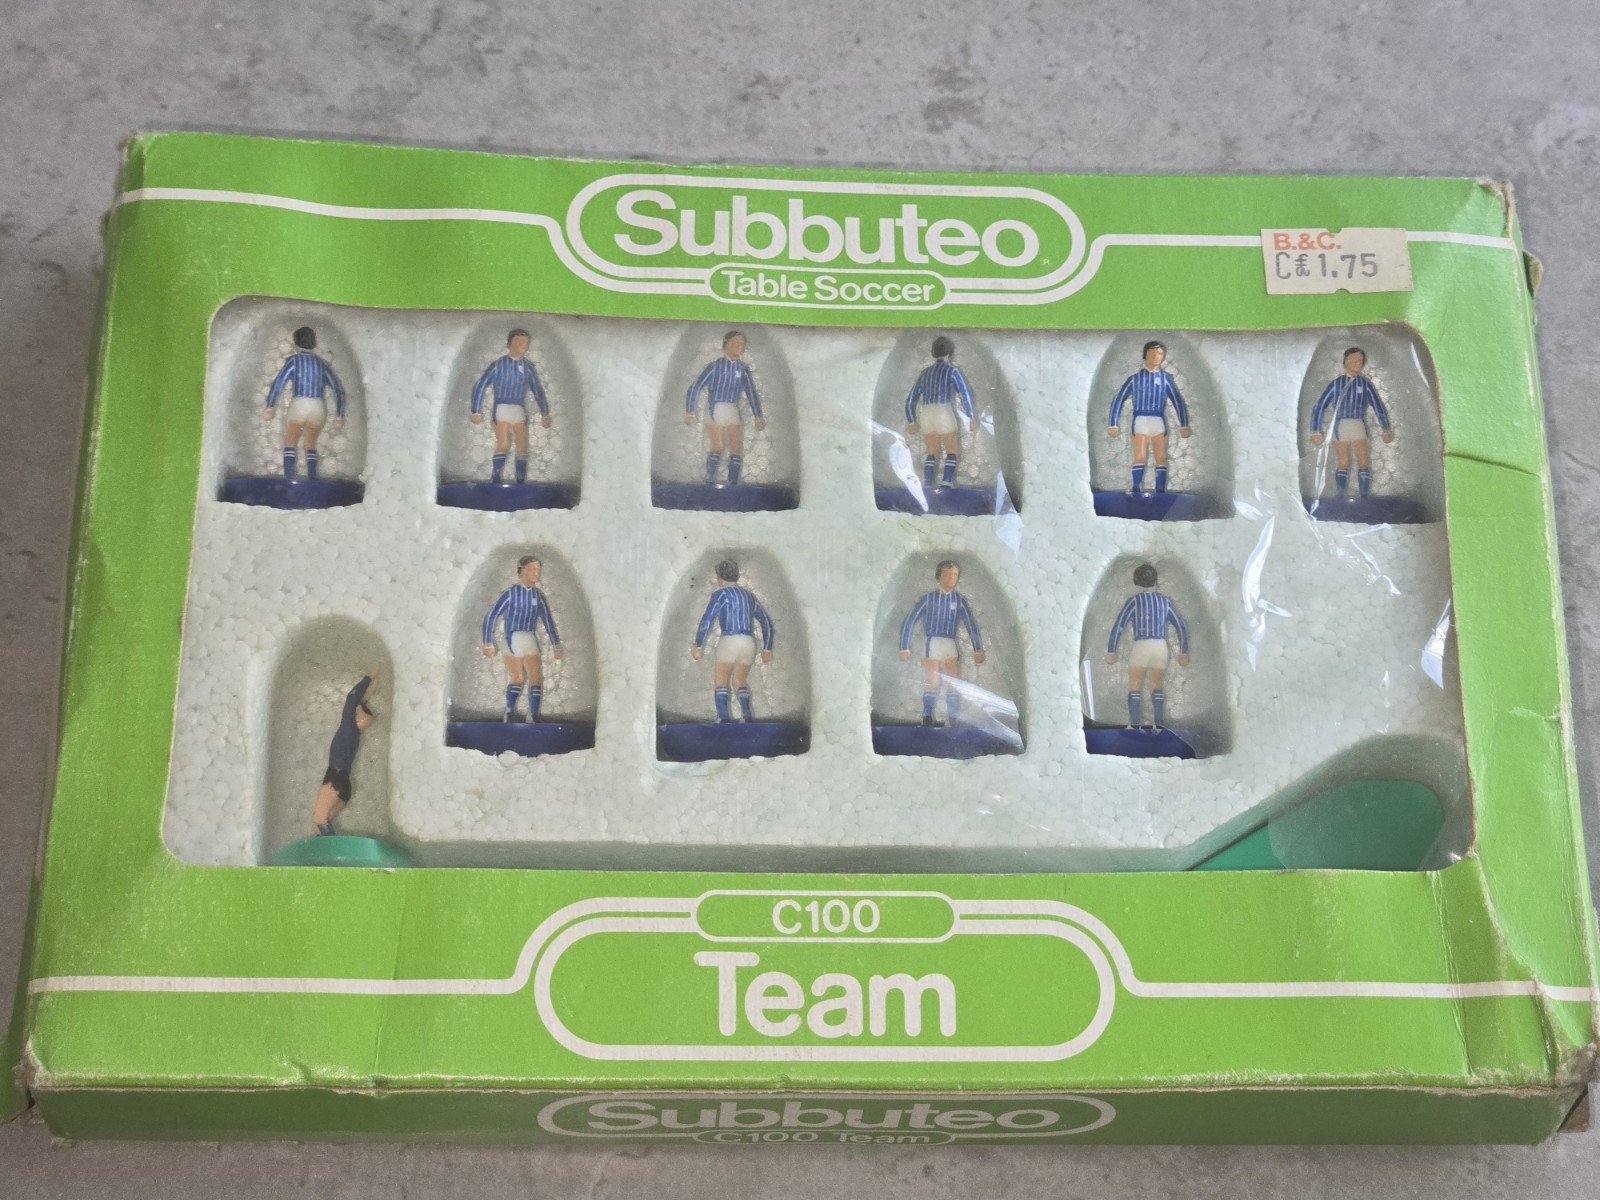 Subbuteo
Table Soccer
B.&C.
C£1.75
C100
Team
Subbuteo
C100 Team